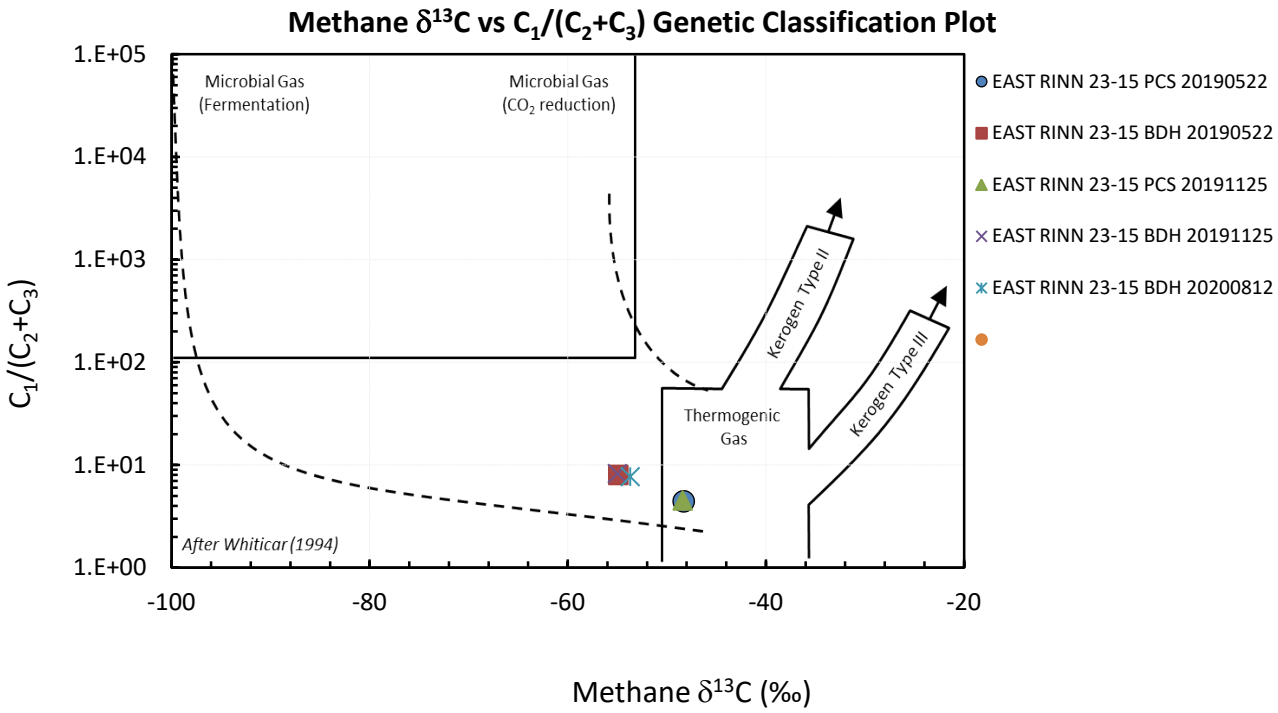 Methane δ¹³C vs C₁/(C₂+C₃) Genetic Classification Plot
1.E+05
1.E+04
1.E+03
1.E+02
1.E+01
1.E+00
C₁/(C₂+C₃)
Microbial Gas
(Fermentation)
Microbial Gas
(CO₂ reduction)
Kerogen Type II
Kerogen Type III
Thermogenic
Gas
After Whiticar (1994)
-100
-80
-60
-40
-20
Methane δ¹³C (‰)
EAST RINN 23-15 PCS 20190522
EAST RINN 23-15 BDH 20190522
EAST RINN 23-15 PCS 20191125
EAST RINN 23-15 BDH 20191125
EAST RINN 23-15 BDH 20200812